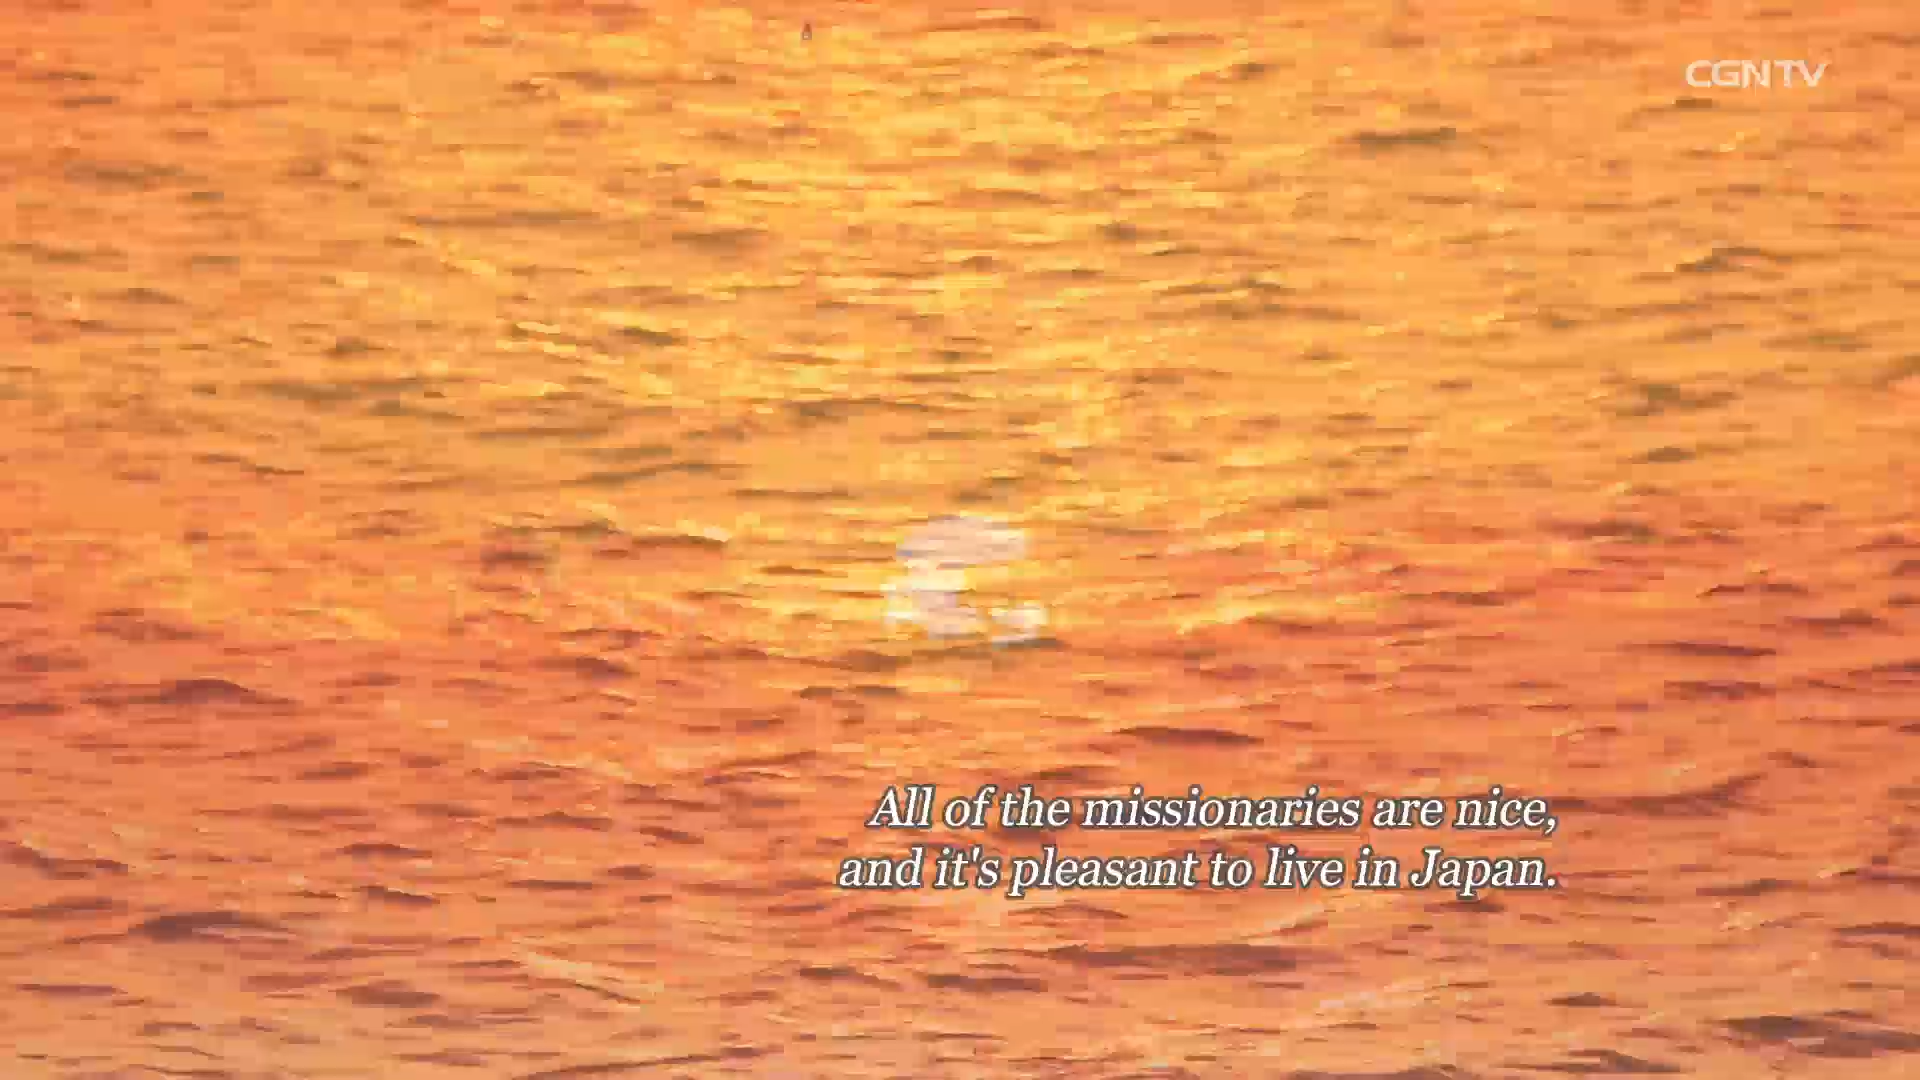 CGNTV
All of the missionaries are nice,
and it's pleasant to live in Japan.